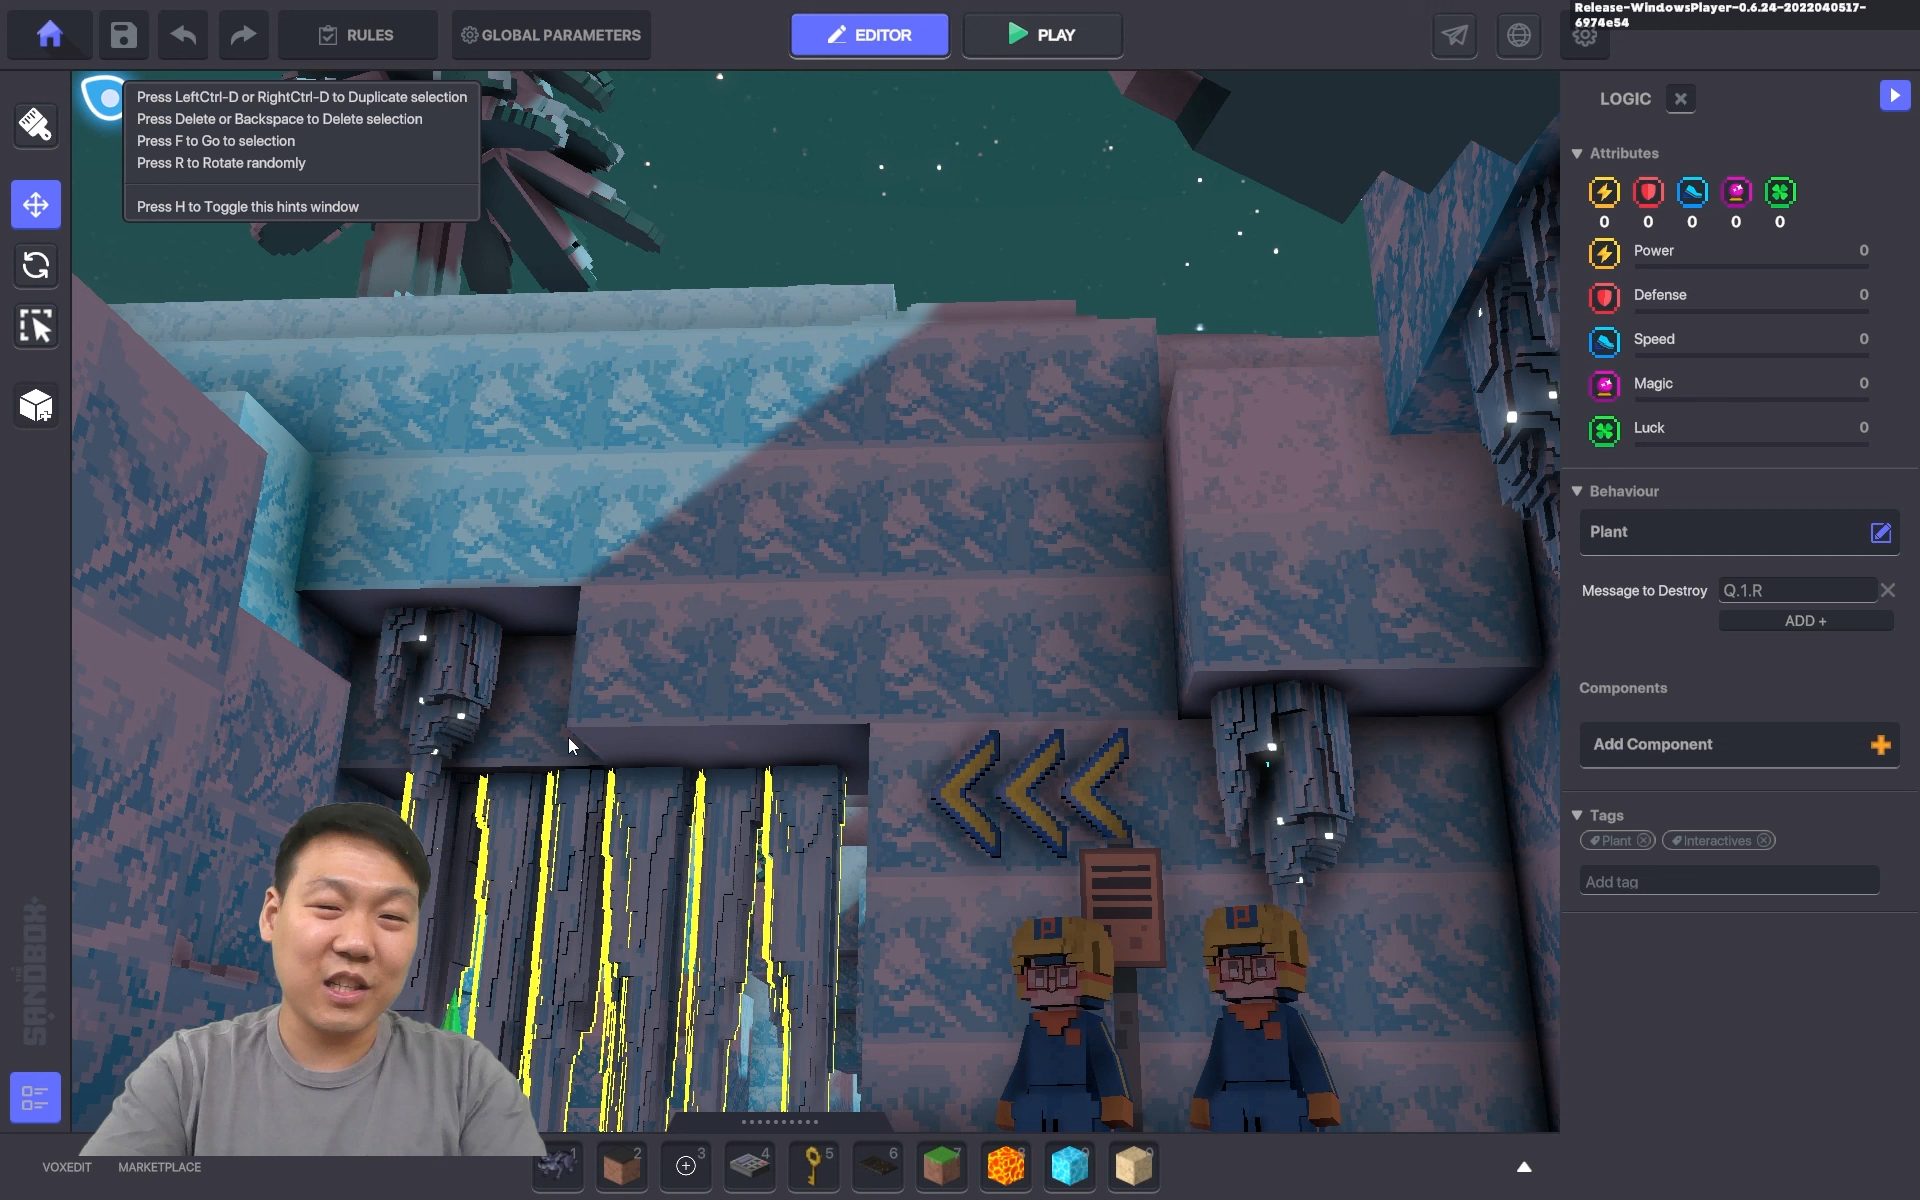 Release-WindowsPlayer-0.6.24-2022040517-
6974e54
RULES
GLOBAL PARAMETERS
EDITOR
PLAY
Press LeftCtrl-D or RightCtrl-D to Duplicate selection
Press Delete or Backspace to Delete selection
Press F to Go to selection
Press R to Rotate randomly
Press H to Toggle this hints window
LOGIC
Attributes
0 0 0 0 0
Power 0
Defense 0
Speed 0
Magic 0
Luck 0
Behaviour
Plant
Message to Destroy Q.1.R
ADD +
Components
Add Component
Tags
Plant Interactives
Add tag
THE SANDBOX
VOXEDIT
MARKETPLACE
1 2 3 4 5 6 7 8 9 0